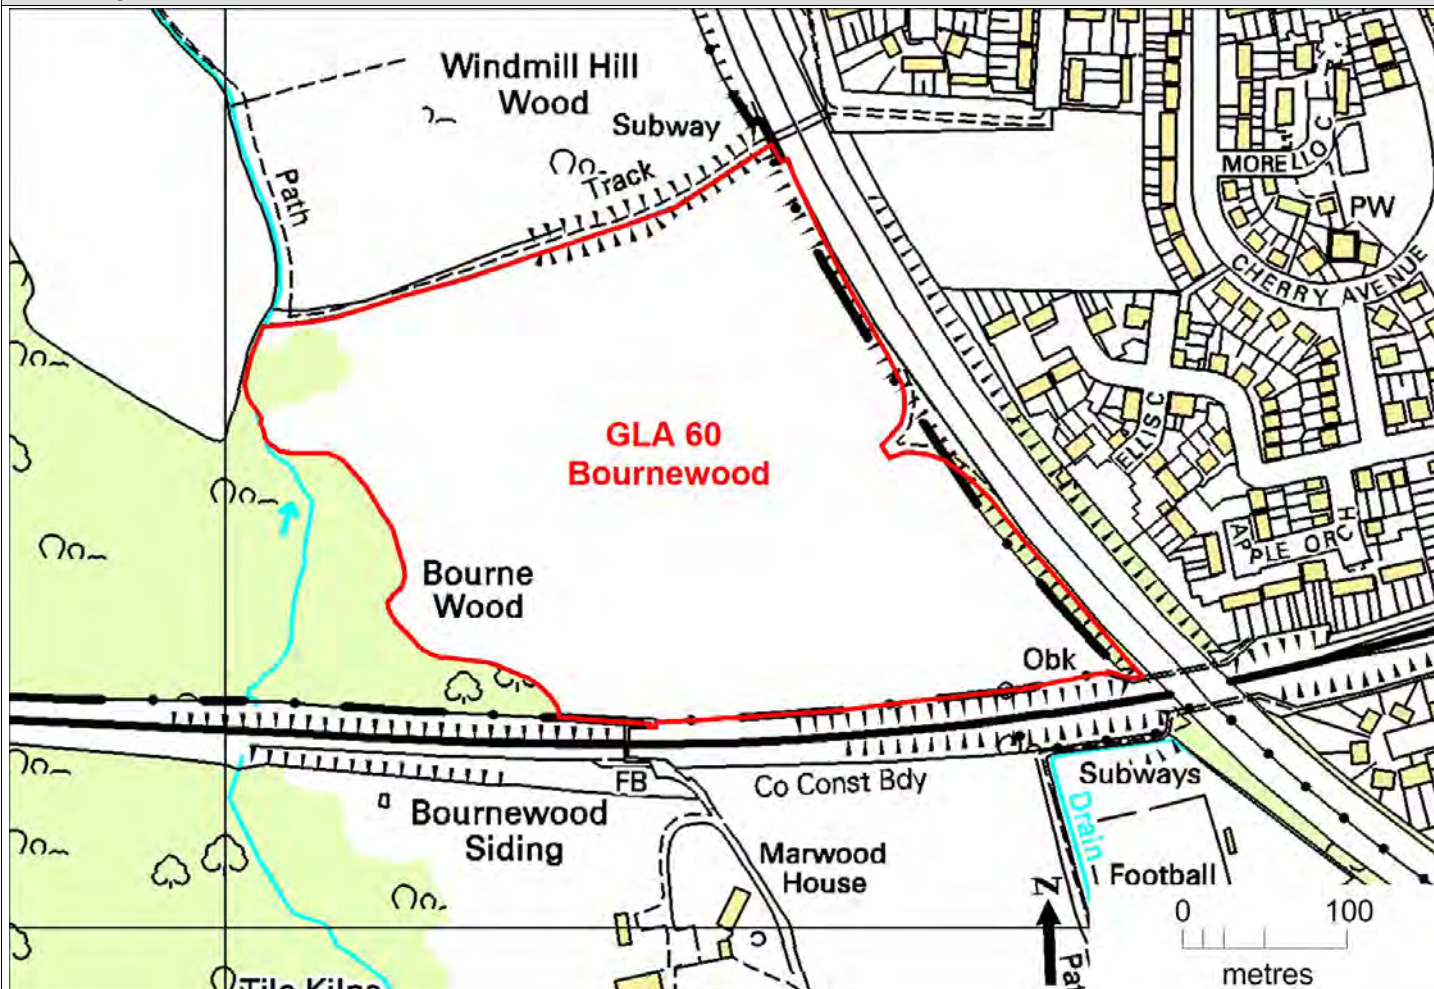 Windmill Hill
Wood
Subway
Track
Path
MORELLO C
PW
CHERRY AVENUE
GLA 60
Bournewood
ELLIS C
APPLE ORCH
Bourne
Wood
Obk
FB
Co Const Bdy
Subways
Bournewood
Siding
Drain
Marwood
House
Football
N
0 100
metres